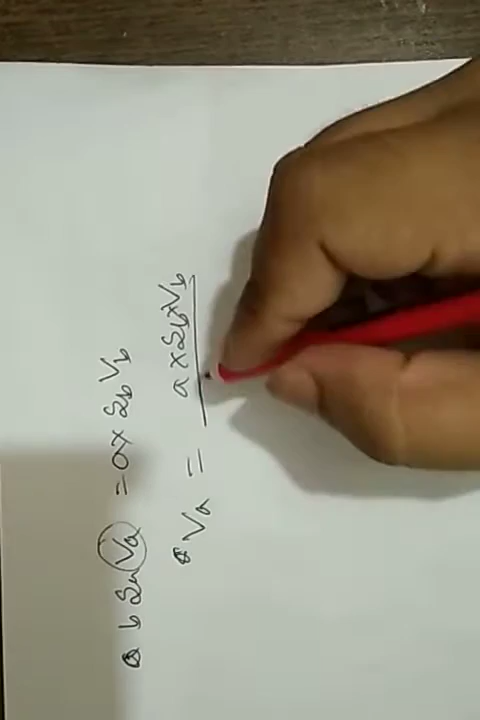 b Sa Va = a x Sb Vb
Va = a x Sb x Vb